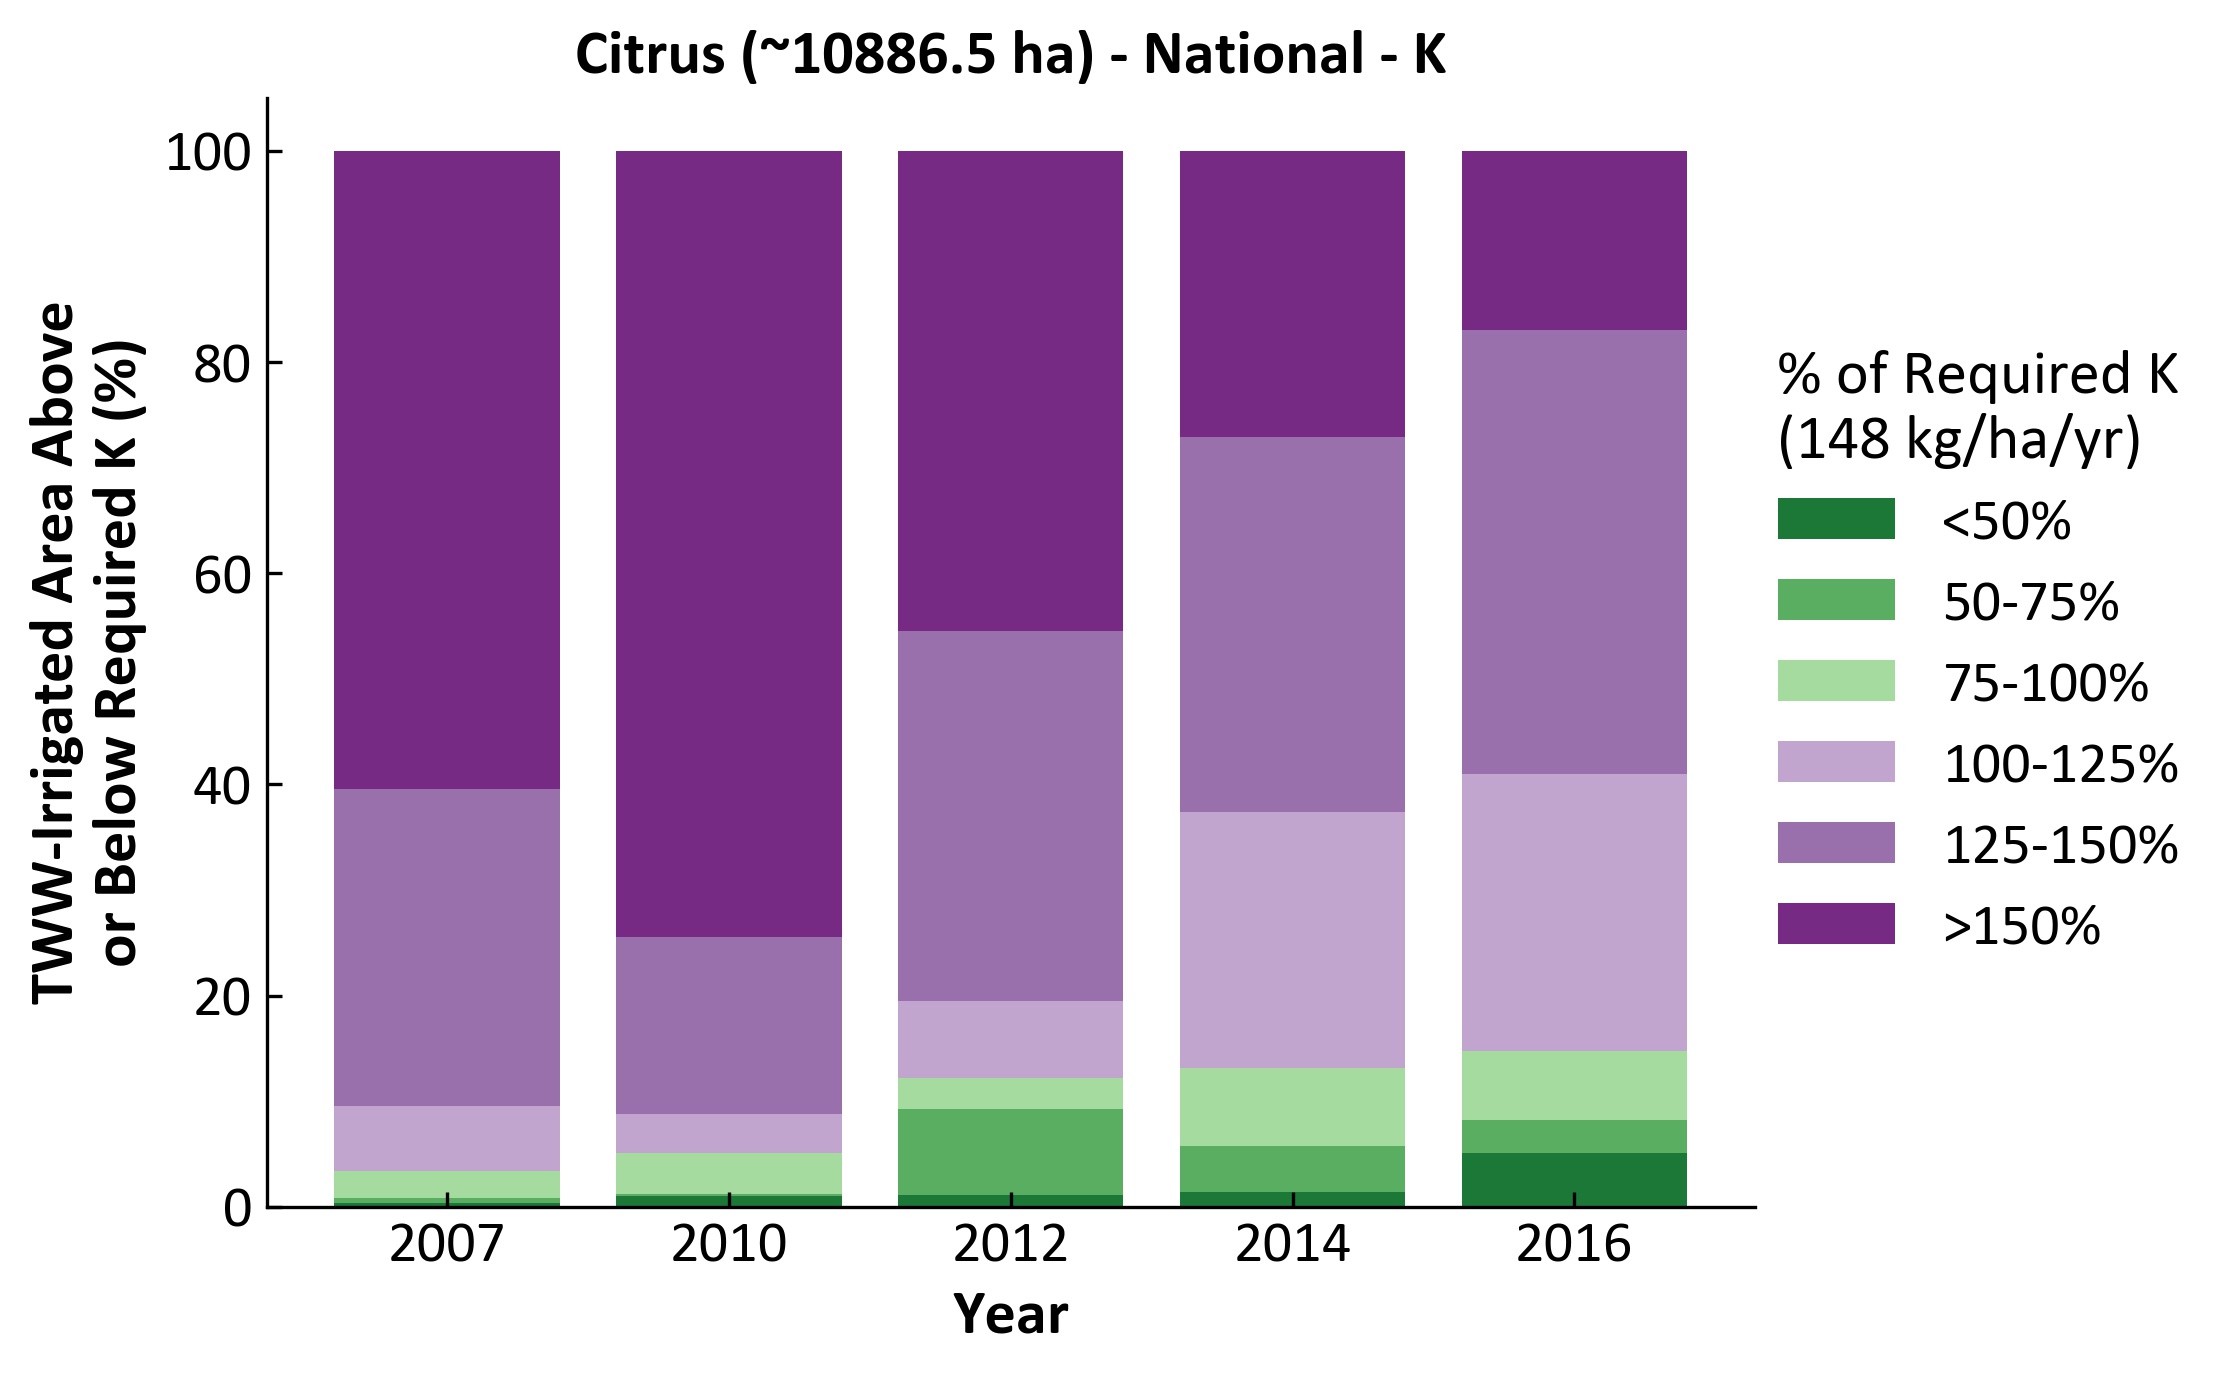 Citrus (~10886.5 ha) - National - K
TWW-Irrigated Area Above
or Below Required K (%)
100
80
60
40
20
0
2007
2010
2012
2014
2016
Year
% of Required K
(148 kg/ha/yr)
<50%
50-75%
75-100%
100-125%
125-150%
>150%